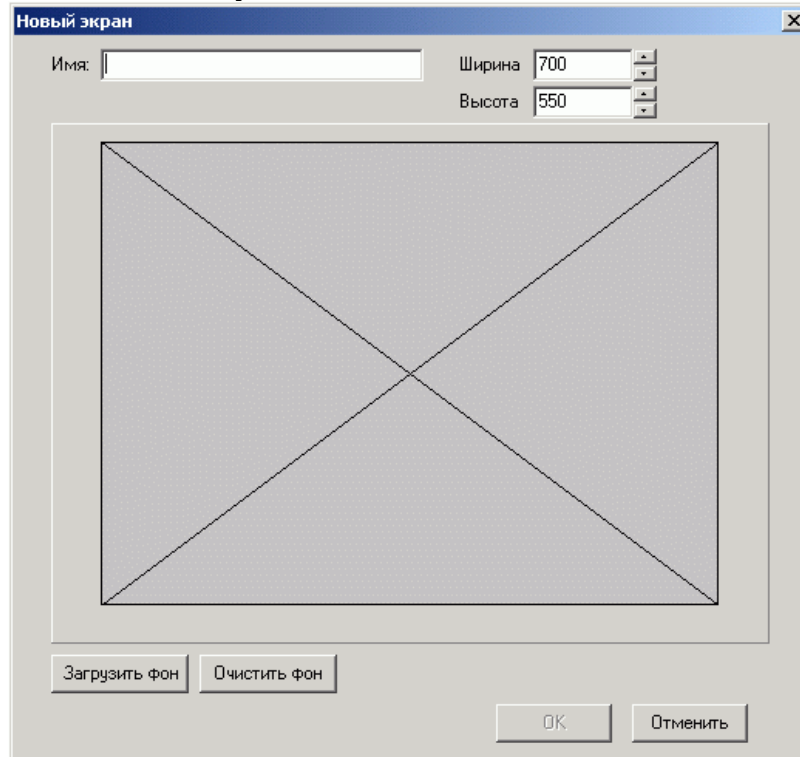 Новый экран
Имя:
Ширина 700
Высота 550
Загрузить фон Очистить фон
OK Отменить